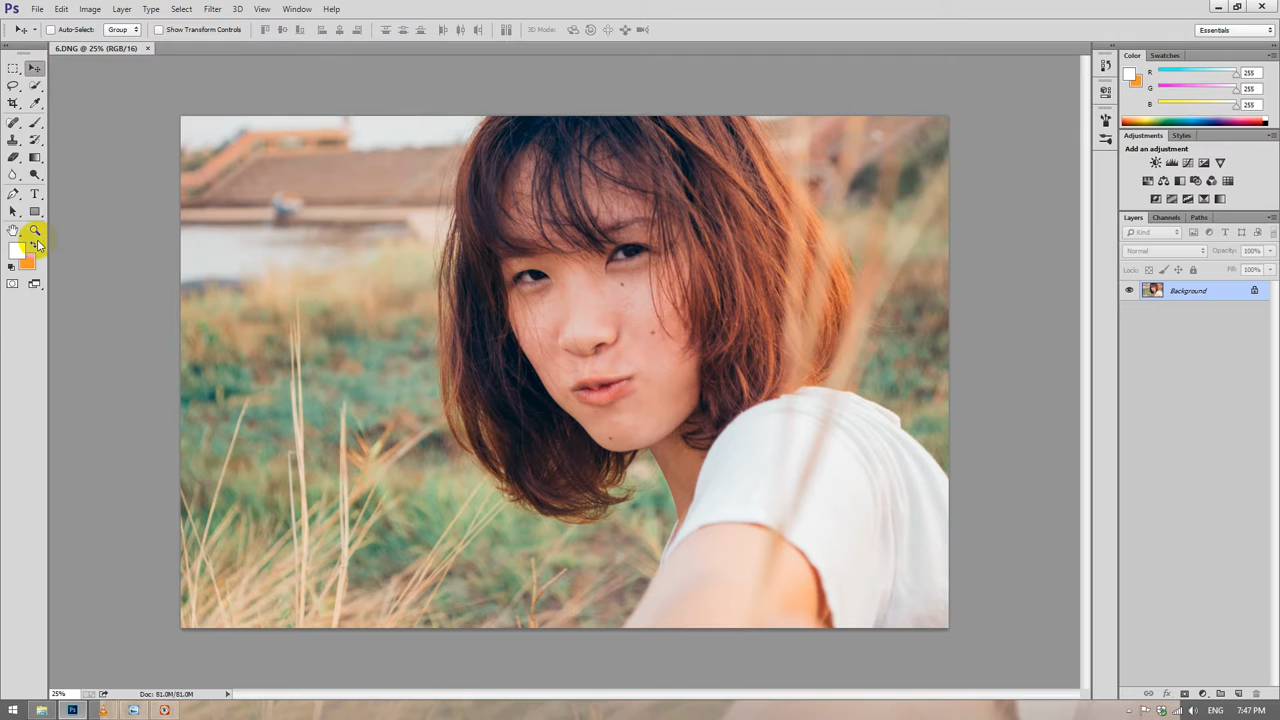 Ps File Edit Image Layer Type Select Filter 3D View Window Help
Auto-Select: Group Show Transform Controls 3D Mode: Essentials
6.DNG @ 25% (RGB/16) ×
Color Swatches
R 255
G 255
B 255
Adjustments Styles
Add an adjustment
Layers Channels Paths
Kind
Normal Opacity: 100%
Lock: Fill: 100%
Background
T
25% Doc: 81.0M/81.0M
Ps ENG 7:47 PM